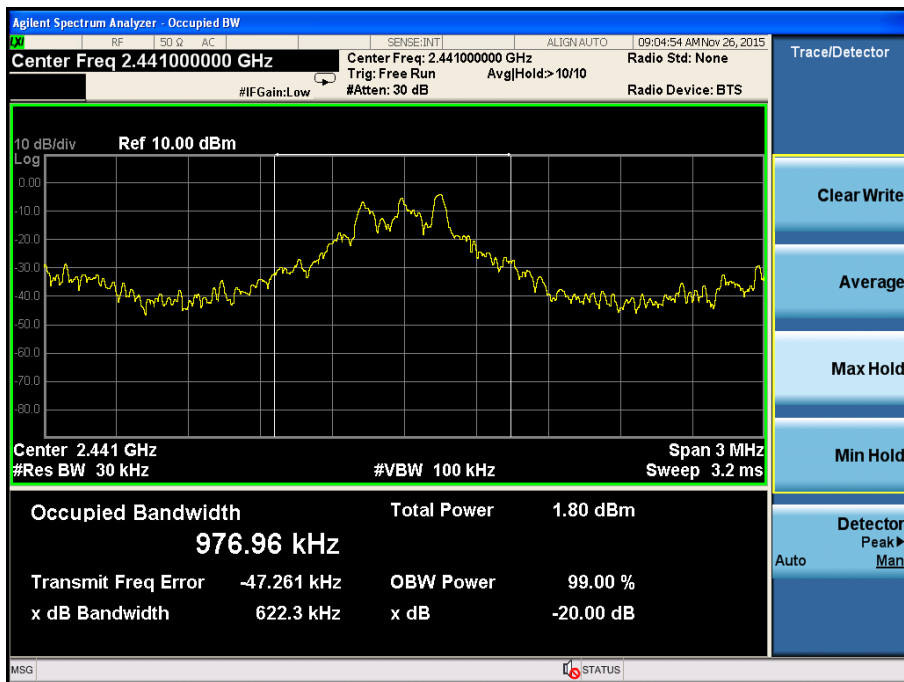 Agilent Spectrum Analyzer - Occupied BW
LXI RF 50 Ω AC SENSE:INT ALIGN AUTO 09:04:54 AM Nov 26, 2015
Center Freq 2.441000000 GHz
Center Freq: 2.441000000 GHz Radio Std: None
Trig: Free Run Avg|Hold:>10/10
#IFGain:Low #Atten: 30 dB Radio Device: BTS
10 dB/div Ref 10.00 dBm
Log
0.00
-10.0
-20.0
-30.0
-40.0
-50.0
-60.0
-70.0
-80.0
Center 2.441 GHz Span 3 MHz
#Res BW 30 kHz #VBW 100 kHz Sweep 3.2 ms
Occupied Bandwidth Total Power 1.80 dBm
976.96 kHz
Transmit Freq Error -47.261 kHz OBW Power 99.00 %
x dB Bandwidth 622.3 kHz x dB -20.00 dB
MSG STATUS
Trace/Detector
Clear Write
Average
Max Hold
Min Hold
Detector
Peak▶
Auto Man